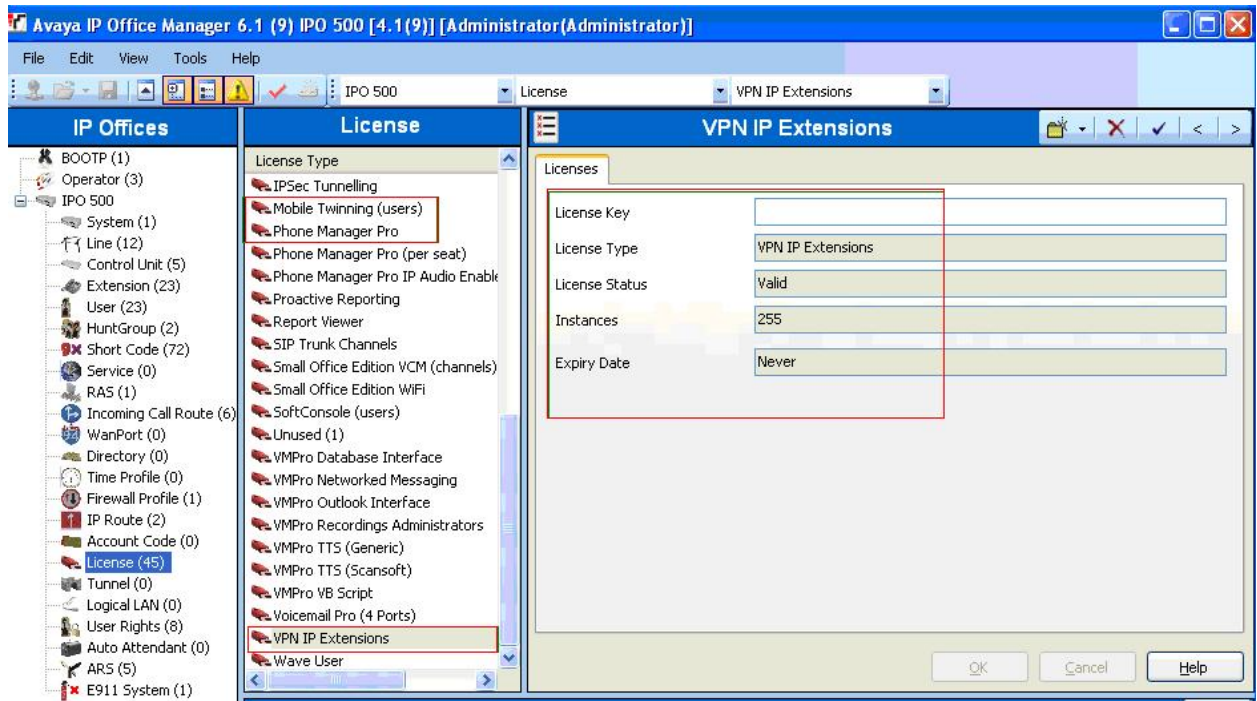 Avaya IP Office Manager 6.1 (9) IPO 500 [4.1(9)] [Administrator(Administrator)]
File Edit View Tools Help
IPO 500 License VPN IP Extensions
IP Offices
BOOTP (1)
Operator (3)
IPO 500
System (1)
Line (12)
Control Unit (5)
Extension (23)
User (23)
HuntGroup (2)
Short Code (72)
Service (0)
RAS (1)
Incoming Call Route (6)
WanPort (0)
Directory (0)
Time Profile (0)
Firewall Profile (1)
IP Route (2)
Account Code (0)
License (45)
Tunnel (0)
Logical LAN (0)
User Rights (8)
Auto Attendant (0)
ARS (5)
E911 System (1)
License
License Type
IPSec Tunnelling
Mobile Twinning (users)
Phone Manager Pro
Phone Manager Pro (per seat)
Phone Manager Pro IP Audio Enable
Proactive Reporting
Report Viewer
SIP Trunk Channels
Small Office Edition VCM (channels)
Small Office Edition WiFi
SoftConsole (users)
Unused (1)
VMPro Database Interface
VMPro Networked Messaging
VMPro Outlook Interface
VMPro Recordings Administrators
VMPro TTS (Generic)
VMPro TTS (Scansoft)
VMPro VB Script
Voicemail Pro (4 Ports)
VPN IP Extensions
Wave User
VPN IP Extensions
Licenses
License Key
License Type VPN IP Extensions
License Status Valid
Instances 255
Expiry Date Never
OK Cancel Help